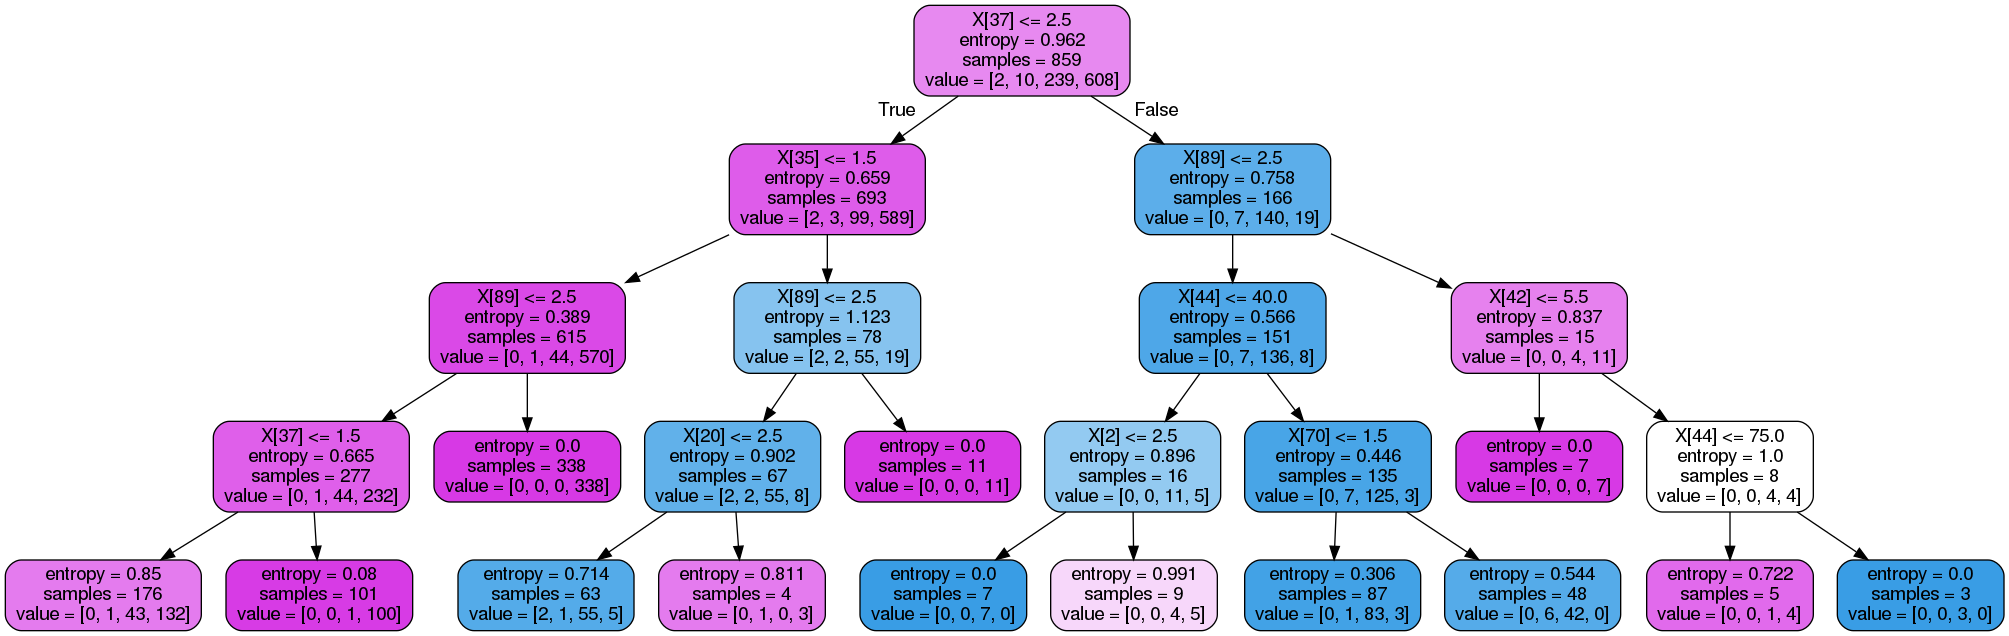 X[37] <= 2.5
entropy = 0.962
samples = 859
value = [2, 10, 239, 608]
True
False
X[35] <= 1.5
entropy = 0.659
samples = 693
value = [2, 3, 99, 589]
X[89] <= 2.5
entropy = 0.758
samples = 166
value = [0, 7, 140, 19]
X[89] <= 2.5
entropy = 0.389
samples = 615
value = [0, 1, 44, 570]
X[89] <= 2.5
entropy = 1.123
samples = 78
value = [2, 2, 55, 19]
X[44] <= 40.0
entropy = 0.566
samples = 151
value = [0, 7, 136, 8]
X[42] <= 5.5
entropy = 0.837
samples = 15
value = [0, 0, 4, 11]
X[37] <= 1.5
entropy = 0.665
samples = 277
value = [0, 1, 44, 232]
entropy = 0.0
samples = 338
value = [0, 0, 0, 338]
X[20] <= 2.5
entropy = 0.902
samples = 67
value = [2, 2, 55, 8]
entropy = 0.0
samples = 11
value = [0, 0, 0, 11]
X[2] <= 2.5
entropy = 0.896
samples = 16
value = [0, 0, 11, 5]
X[70] <= 1.5
entropy = 0.446
samples = 135
value = [0, 7, 125, 3]
entropy = 0.0
samples = 7
value = [0, 0, 0, 7]
X[44] <= 75.0
entropy = 1.0
samples = 8
value = [0, 0, 4, 4]
entropy = 0.85
samples = 176
value = [0, 1, 43, 132]
entropy = 0.08
samples = 101
value = [0, 0, 1, 100]
entropy = 0.714
samples = 63
value = [2, 1, 55, 5]
entropy = 0.811
samples = 4
value = [0, 1, 0, 3]
entropy = 0.0
samples = 7
value = [0, 0, 7, 0]
entropy = 0.991
samples = 9
value = [0, 0, 4, 5]
entropy = 0.306
samples = 87
value = [0, 1, 83, 3]
entropy = 0.544
samples = 48
value = [0, 6, 42, 0]
entropy = 0.722
samples = 5
value = [0, 0, 1, 4]
entropy = 0.0
samples = 3
value = [0, 0, 3, 0]